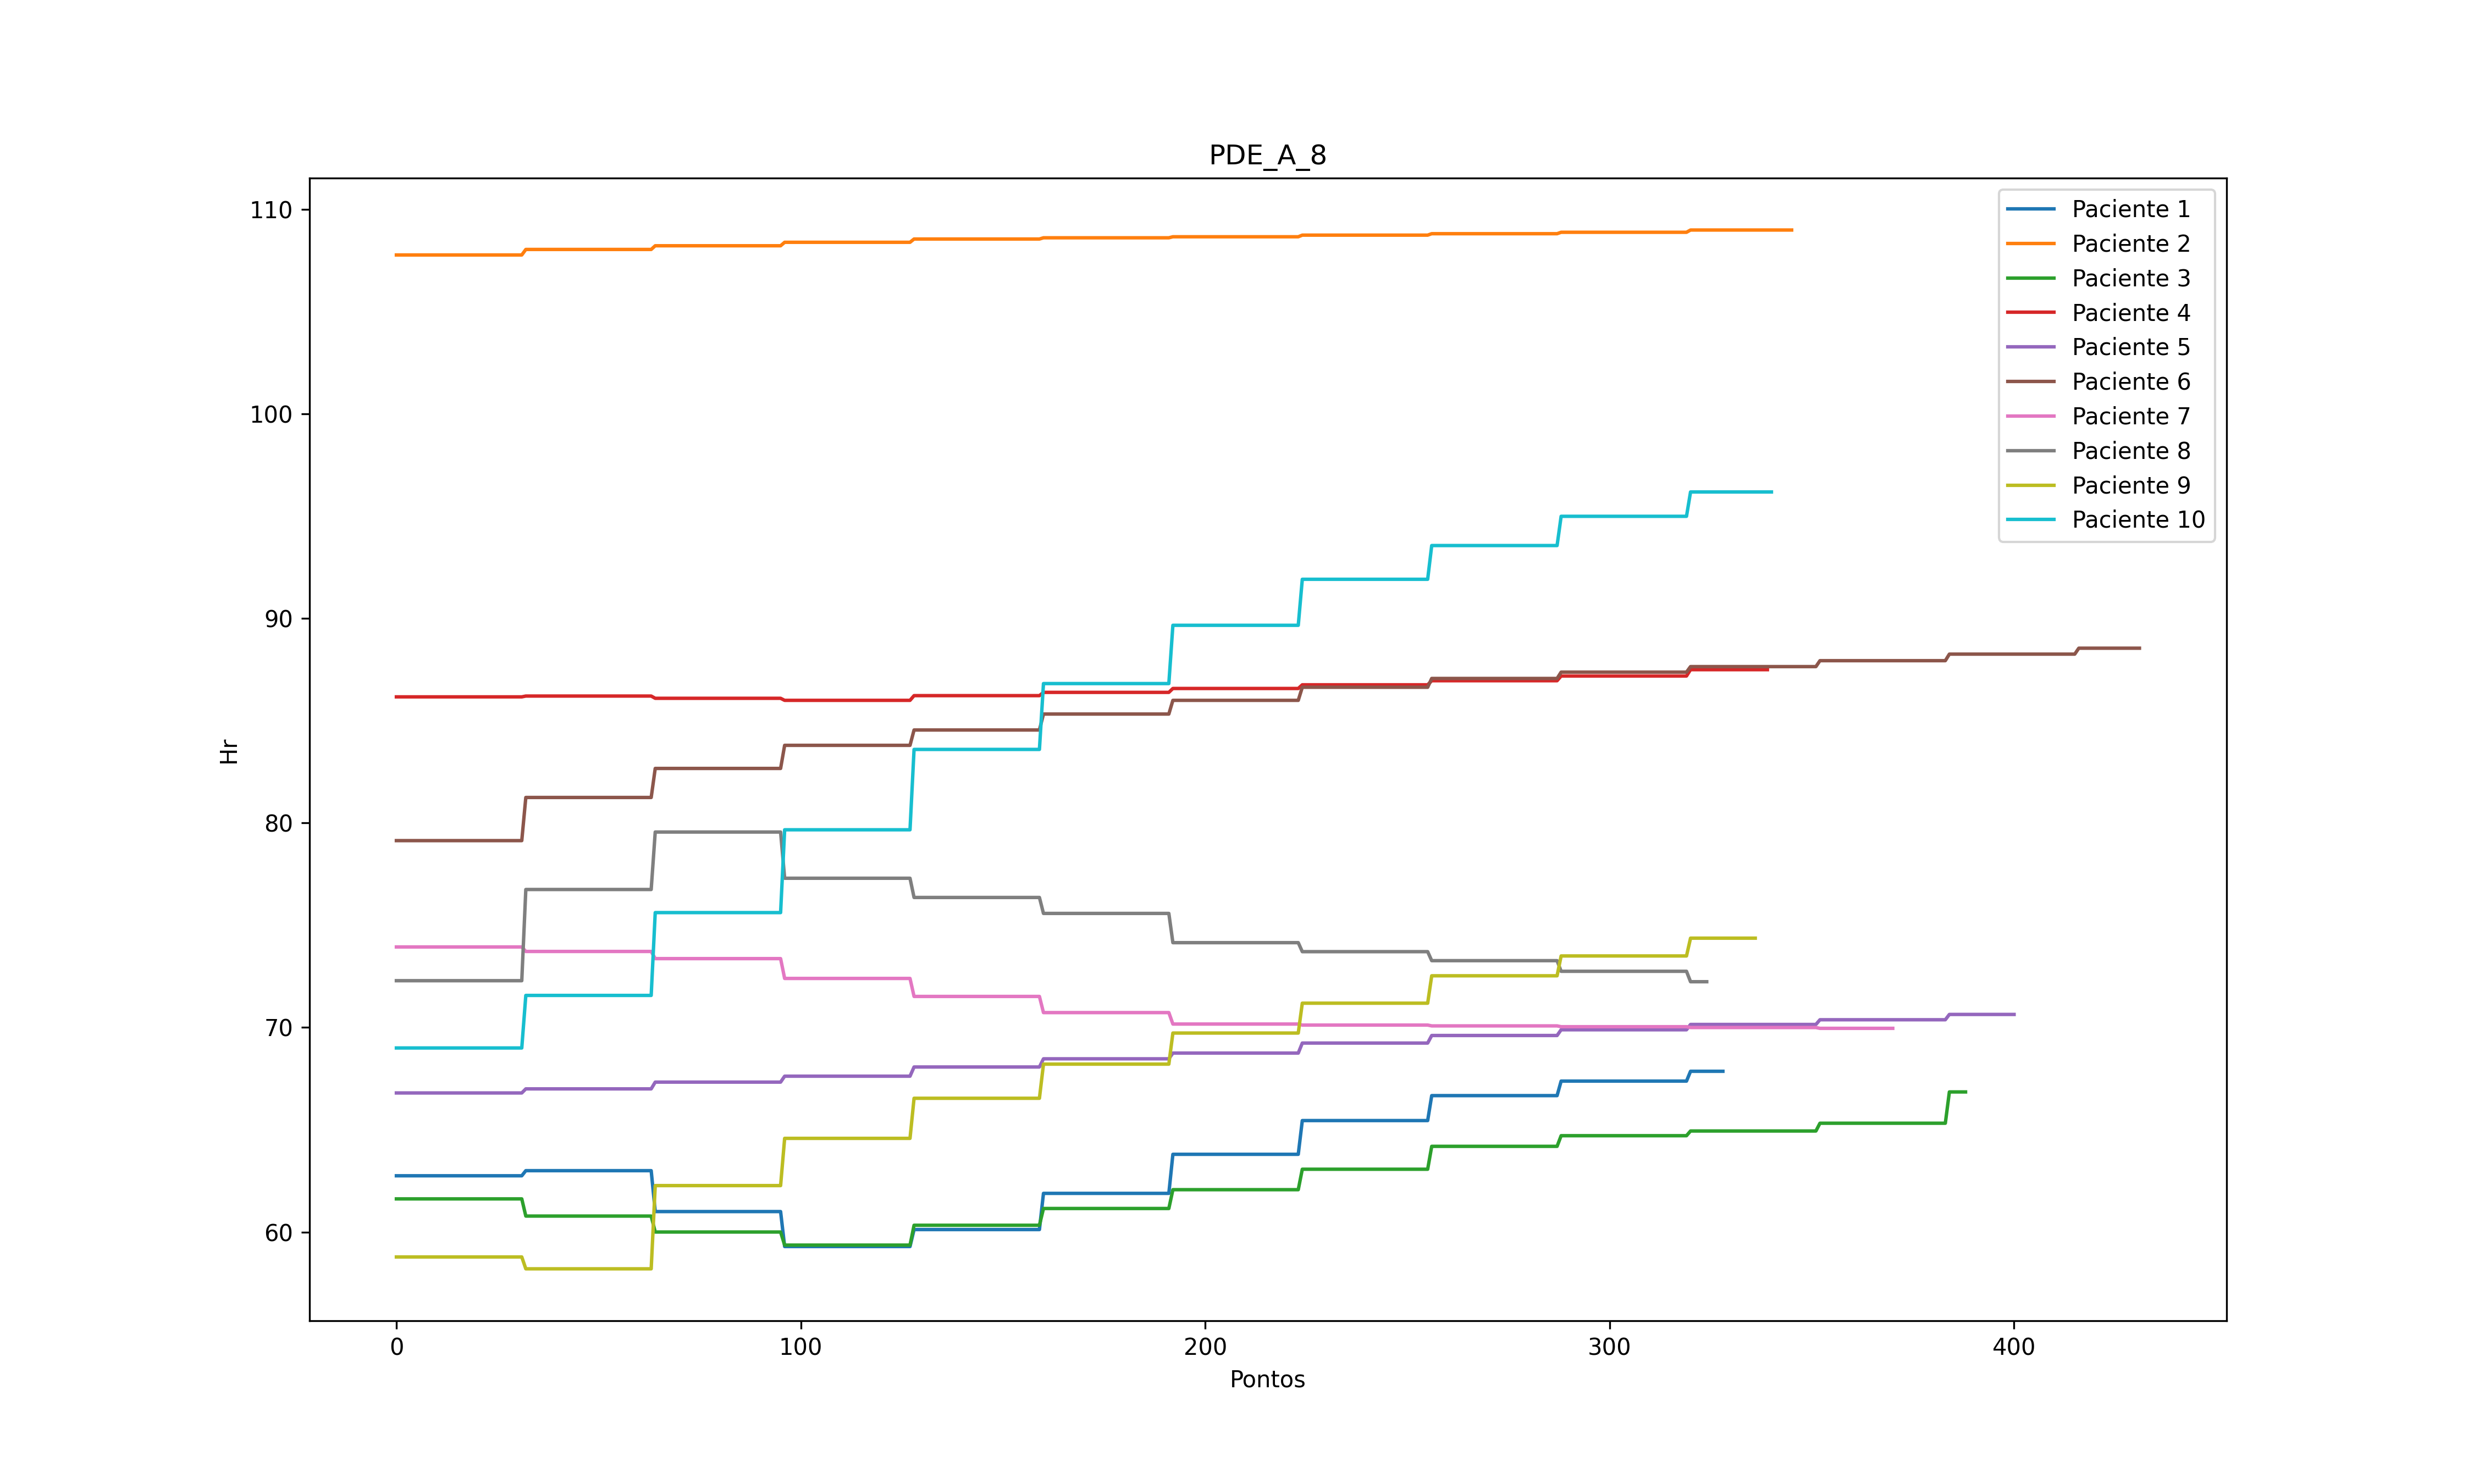 PDE_A_8
110
100
90
80
70
60
Hr
0 100 200 300 400
Pontos
Paciente 1
Paciente 2
Paciente 3
Paciente 4
Paciente 5
Paciente 6
Paciente 7
Paciente 8
Paciente 9
Paciente 10